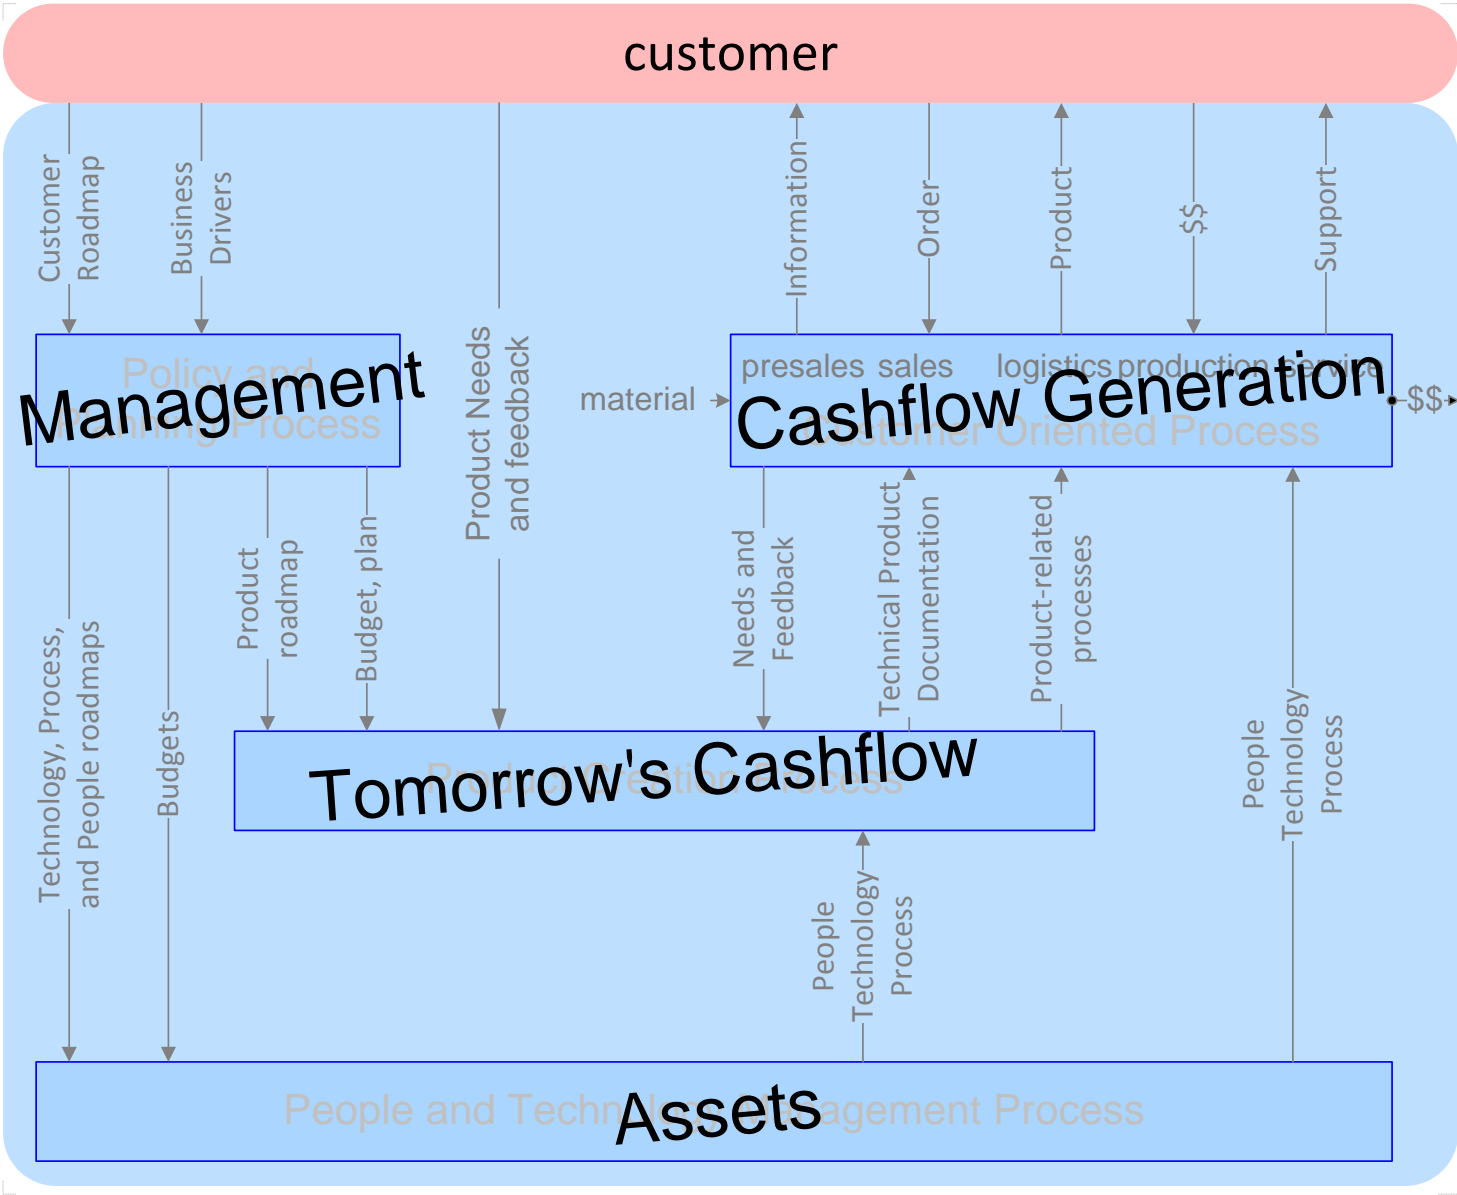 customer
Customer
Roadmap
Business
Drivers
Product Needs
and feedback
Information
Order
Product
$$
Support
Policy and
Planning Process
Management
material
presales sales logistics production service
Customer Oriented Process
Cashflow Generation
$$
Technology, Process,
and People roadmaps
Budgets
Product
roadmap
Budget, plan
Needs and
Feedback
Technical Product
Documentation
Product-related
processes
People
Technology
Process
Product Creation Process
Tomorrow's Cashflow
People
Technology
Process
People and Technology Management Process
Assets